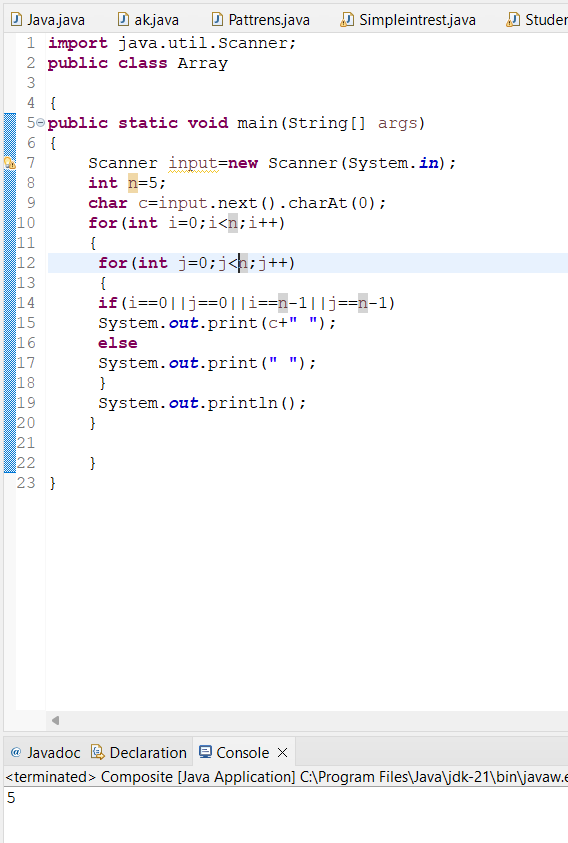 Java.java ak.java Pattrens.java Simpleintrest.java Studen
1 import java.util.Scanner;
2 public class Array
3
4 {
5 public static void main(String[] args)
6 {
7 Scanner input=new Scanner(System.in);
8 int n=5;
9 char c=input.next().charAt(0);
10 for(int i=0;i<n;i++)
11 {
12 for(int j=0;j<n;j++)
13 {
14 if(i==0||j==0||i==n-1||j==n-1)
15 System.out.print(c+" ");
16 else
17 System.out.print(" ");
18 }
19 System.out.println();
20 }
21
22 }
23 }
@ Javadoc Declaration Console
<terminated> Composite [Java Application] C:\Program Files\Java\jdk-21\bin\javaw.e
5